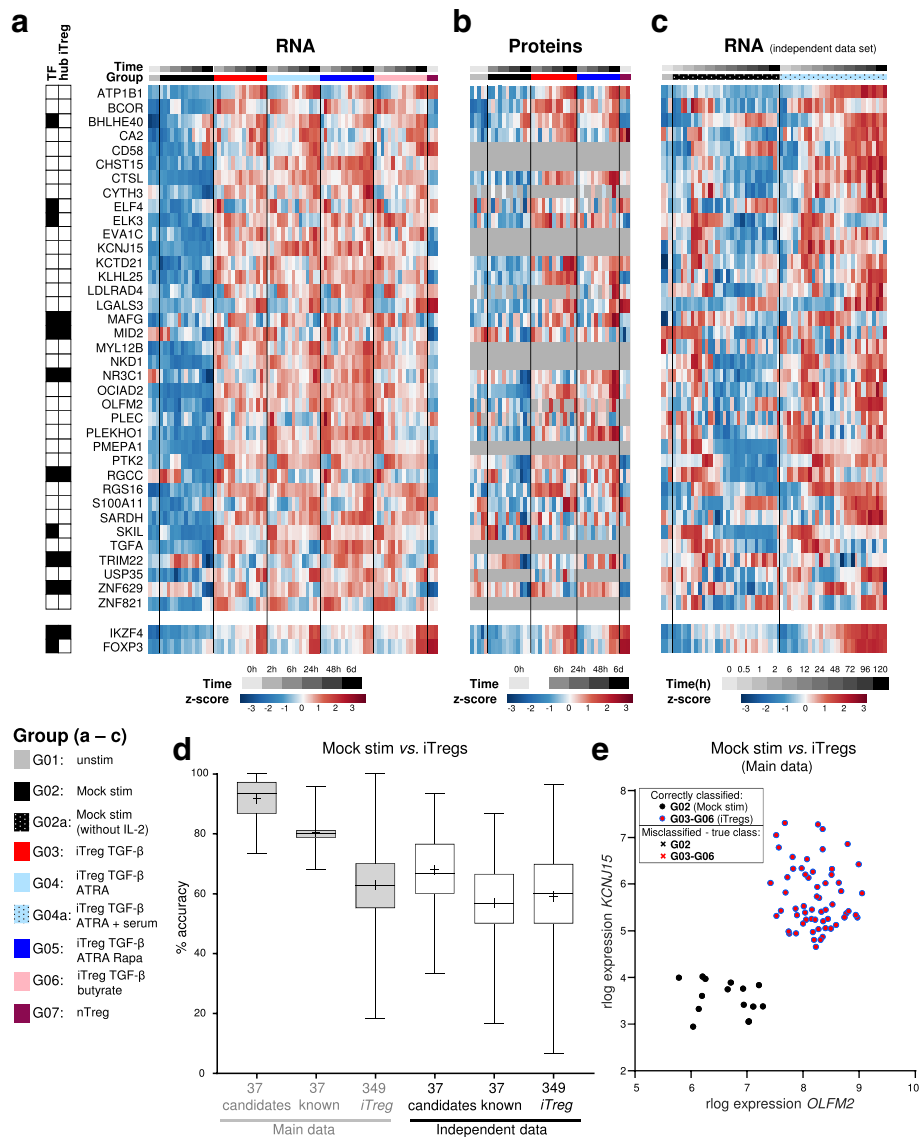 a
b
c
RNA
Proteins
RNA (independent data set)
TF
hub iTreg
Time
Group
ATP1B1
BCOR
BHLHE40
CA2
CD58
CHST15
CTSL
CYTH3
ELF4
ELK3
EVA1C
KCNJ15
KCTD21
KLHL25
LDLRAD4
LGALS3
MAFG
MID2
MYL12B
NKD1
NR3C1
OCIAD2
OLFM2
PLEC
PLEKHO1
PMEPA1
PTK2
RGCC
RGS16
S100A11
SARDH
SKIL
TGFA
TRIM22
USP35
ZNF629
ZNF821
IKZF4
FOXP3
0h 2h 6h 24h 48h 6d
Time
z-score
-3 -2 -1 0 1 2 3
0h 6h 24h 48h 6d
Time
z-score
-3 -2 -1 0 1 2 3
0 0.5 1 2 6 12 24 48 72 96 120
Time(h)
z-score
-3 -2 -1 0 1 2 3
Group (a – c)
G01: unstim
G02: Mock stim
G02a: Mock stim
(without IL-2)
G03: iTreg TGF-β
G04: iTreg TGF-β
ATRA
G04a: iTreg TGF-β
ATRA + serum
G05: iTreg TGF-β
ATRA Rapa
G06: iTreg TGF-β
butyrate
G07: nTreg
d
Mock stim vs. iTregs
% accuracy
100
80
60
40
20
0
37 37 349 37 37 349
candidates known iTreg candidates known iTreg
Main data Independent data
e
Mock stim vs. iTregs
(Main data)
Correctly classified:
G02 (Mock stim)
G03-G06 (iTregs)
Misclassified - true class:
G02
G03-G06
rlog expression KCNJ15
8
7
6
5
4
3
2
5 6 7 8 9 10
rlog expression OLFM2